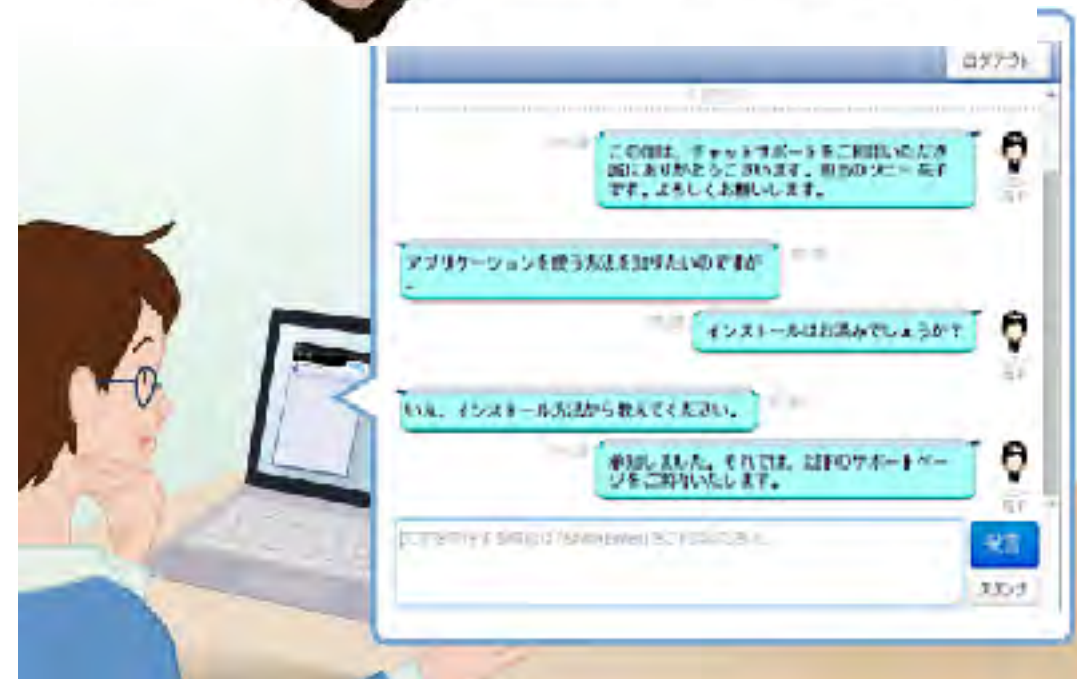 ログアウト
この度は、チャットサポートをご利用いただき
誠にありがとうございます。担当のソニー 花子
です。よろしくお願いします。
アプリケーションを使う方法を知りたいのですが
インストールはお済みでしょうか？
いえ、インストール方法から教えてください。
承知しました。それでは、以下のサポートペー
ジをご案内いたします。
発言
スタンプ